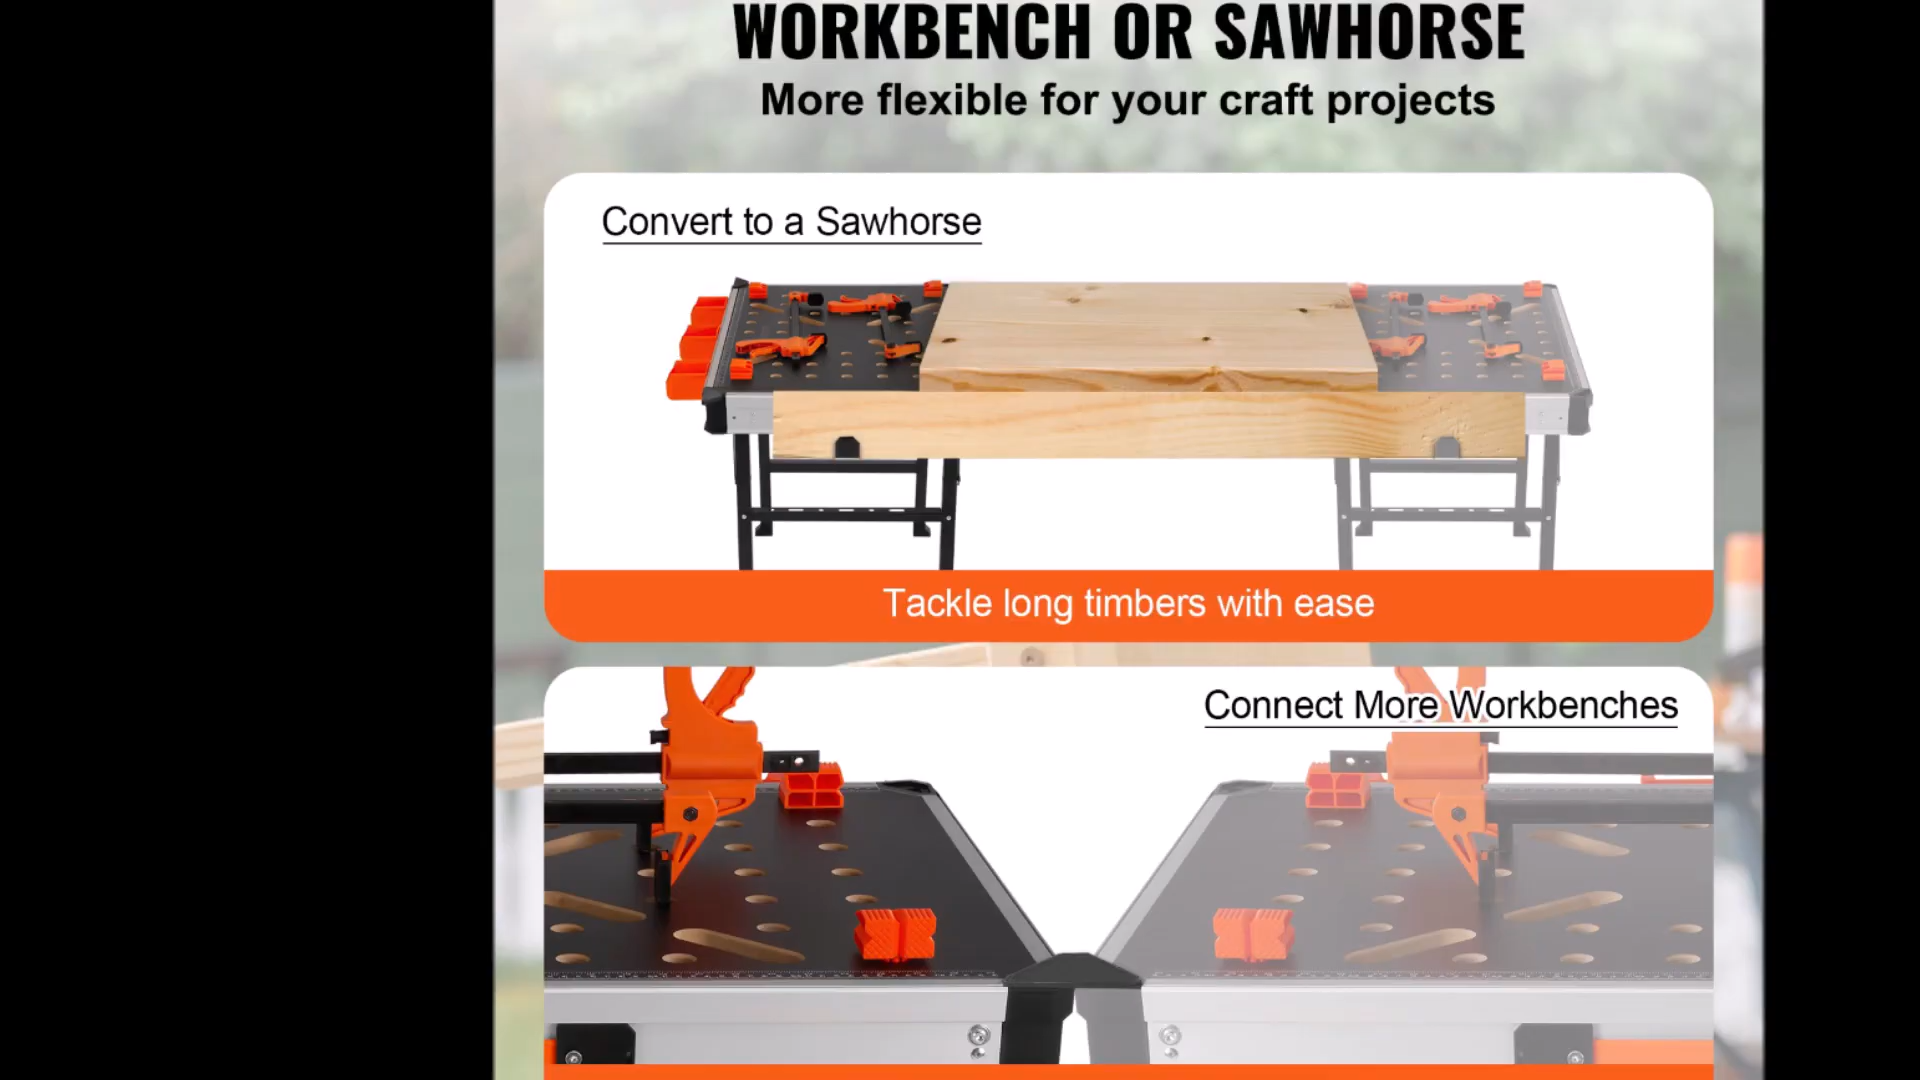 WORKBENCH OR SAWHORSE
More flexible for your craft projects
Convert to a Sawhorse
Tackle long timbers with ease
Connect More Workbenches